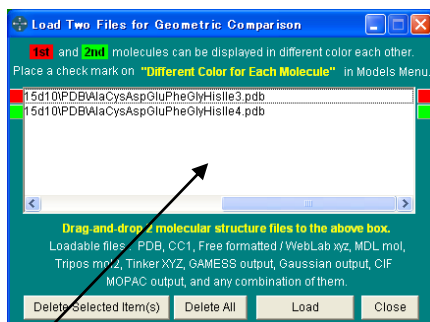 Load Two Files for Geometric Comparison
1st and 2nd molecules can be displayed in different color each other.
Place a check mark on "Different Color for Each Molecule" in Models Menu.
15d10\PDB\AlaCysAspGluPheGlyHisIle3.pdb
15d10\PDB\AlaCysAspGluPheGlyHisIle4.pdb
Drag-and-drop 2 molecular structure files to the above box.
Loadable files : PDB, CC1, Free formatted / WebLab xyz, MDL mol,
Tripos mol2, Tinker XYZ, GAMESS output, Gaussian output, CIF
MOPAC output, and any combination of them.
Delete Selected Item(s) Delete All Load Close